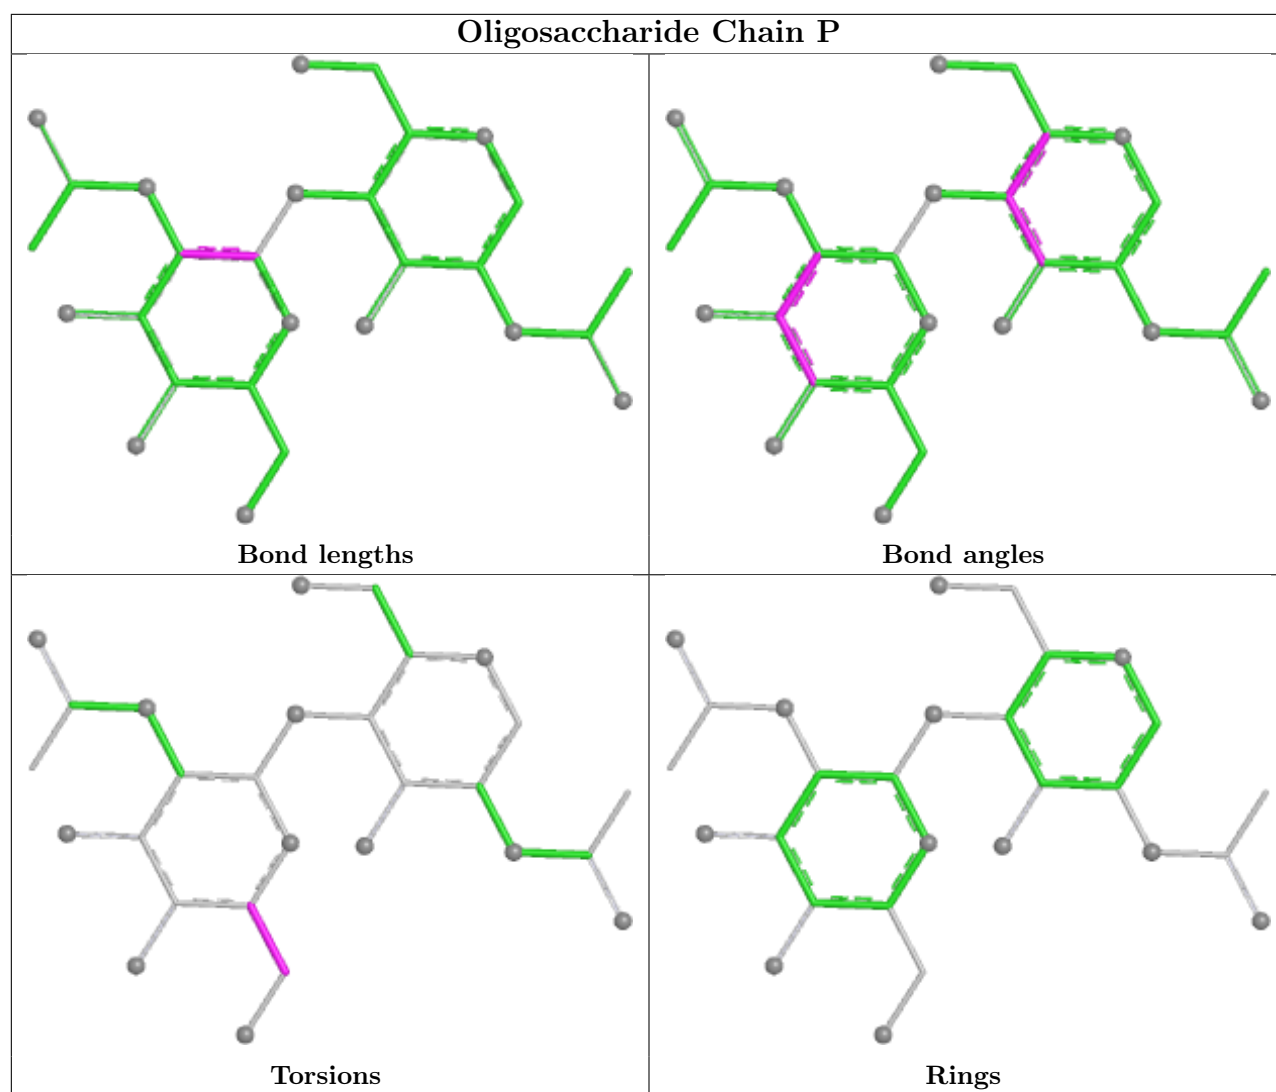 Oligosaccharide Chain P
Bond lengths
Bond angles
Torsions
Rings